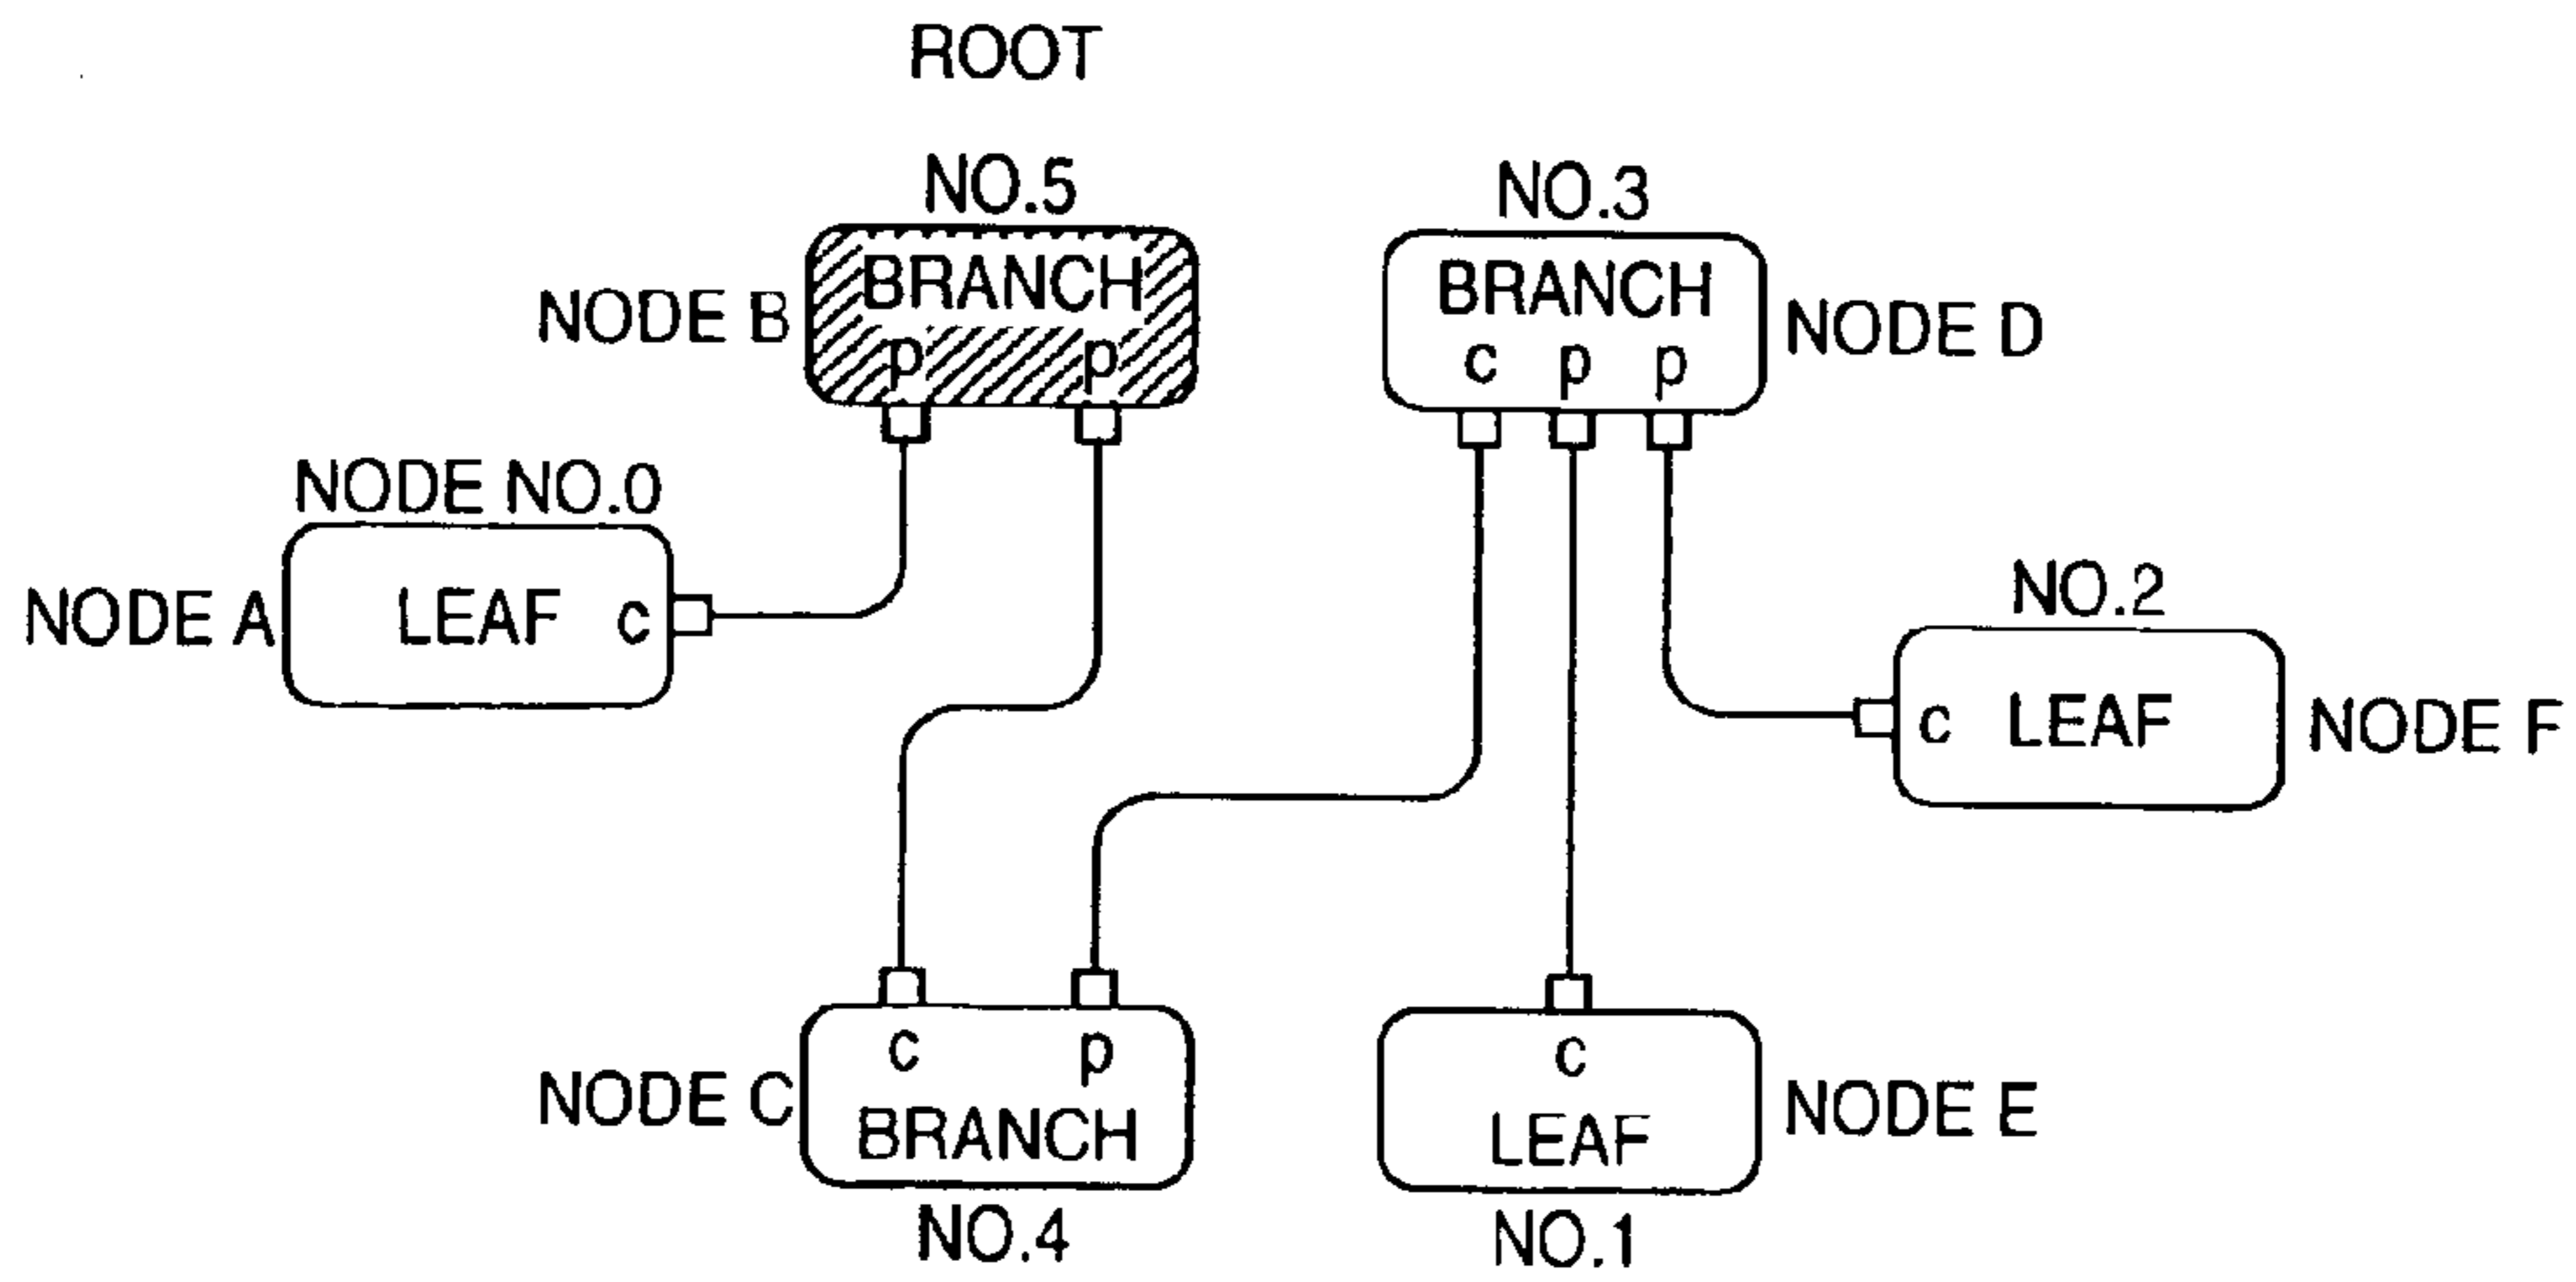 ROOT
NO.5
BRANCH
p p
NODE B
NO.3
BRANCH
c p p
NODE D
NODE NO.0
NODE A
LEAF c
NO.2
c LEAF
NODE F
c p
NODE C
BRANCH
NO.4
c
NODE E
LEAF
NO.1